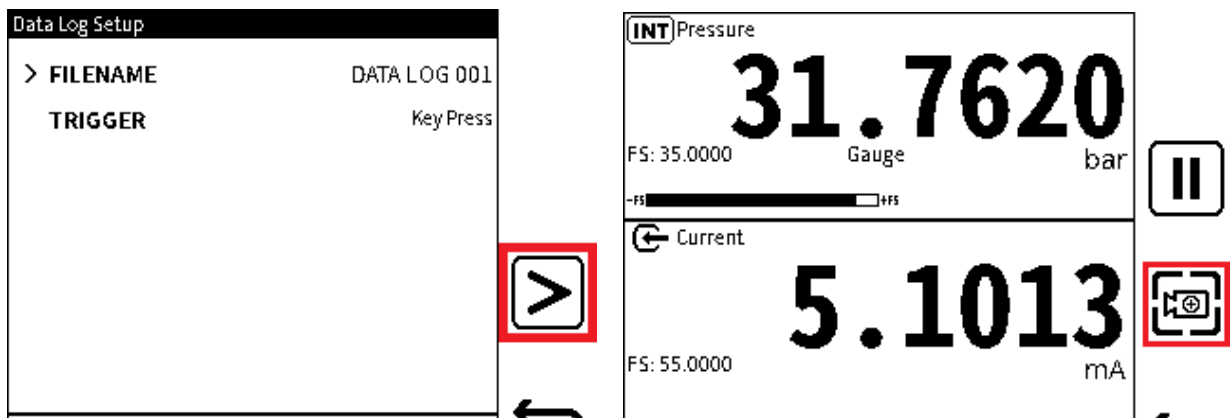 Data Log Setup
> FILENAME DATA LOG 001
TRIGGER Key Press
INT Pressure
31.7620
FS: 35.0000 Gauge bar
-FS +FS
Current
5.1013
FS: 55.0000 mA